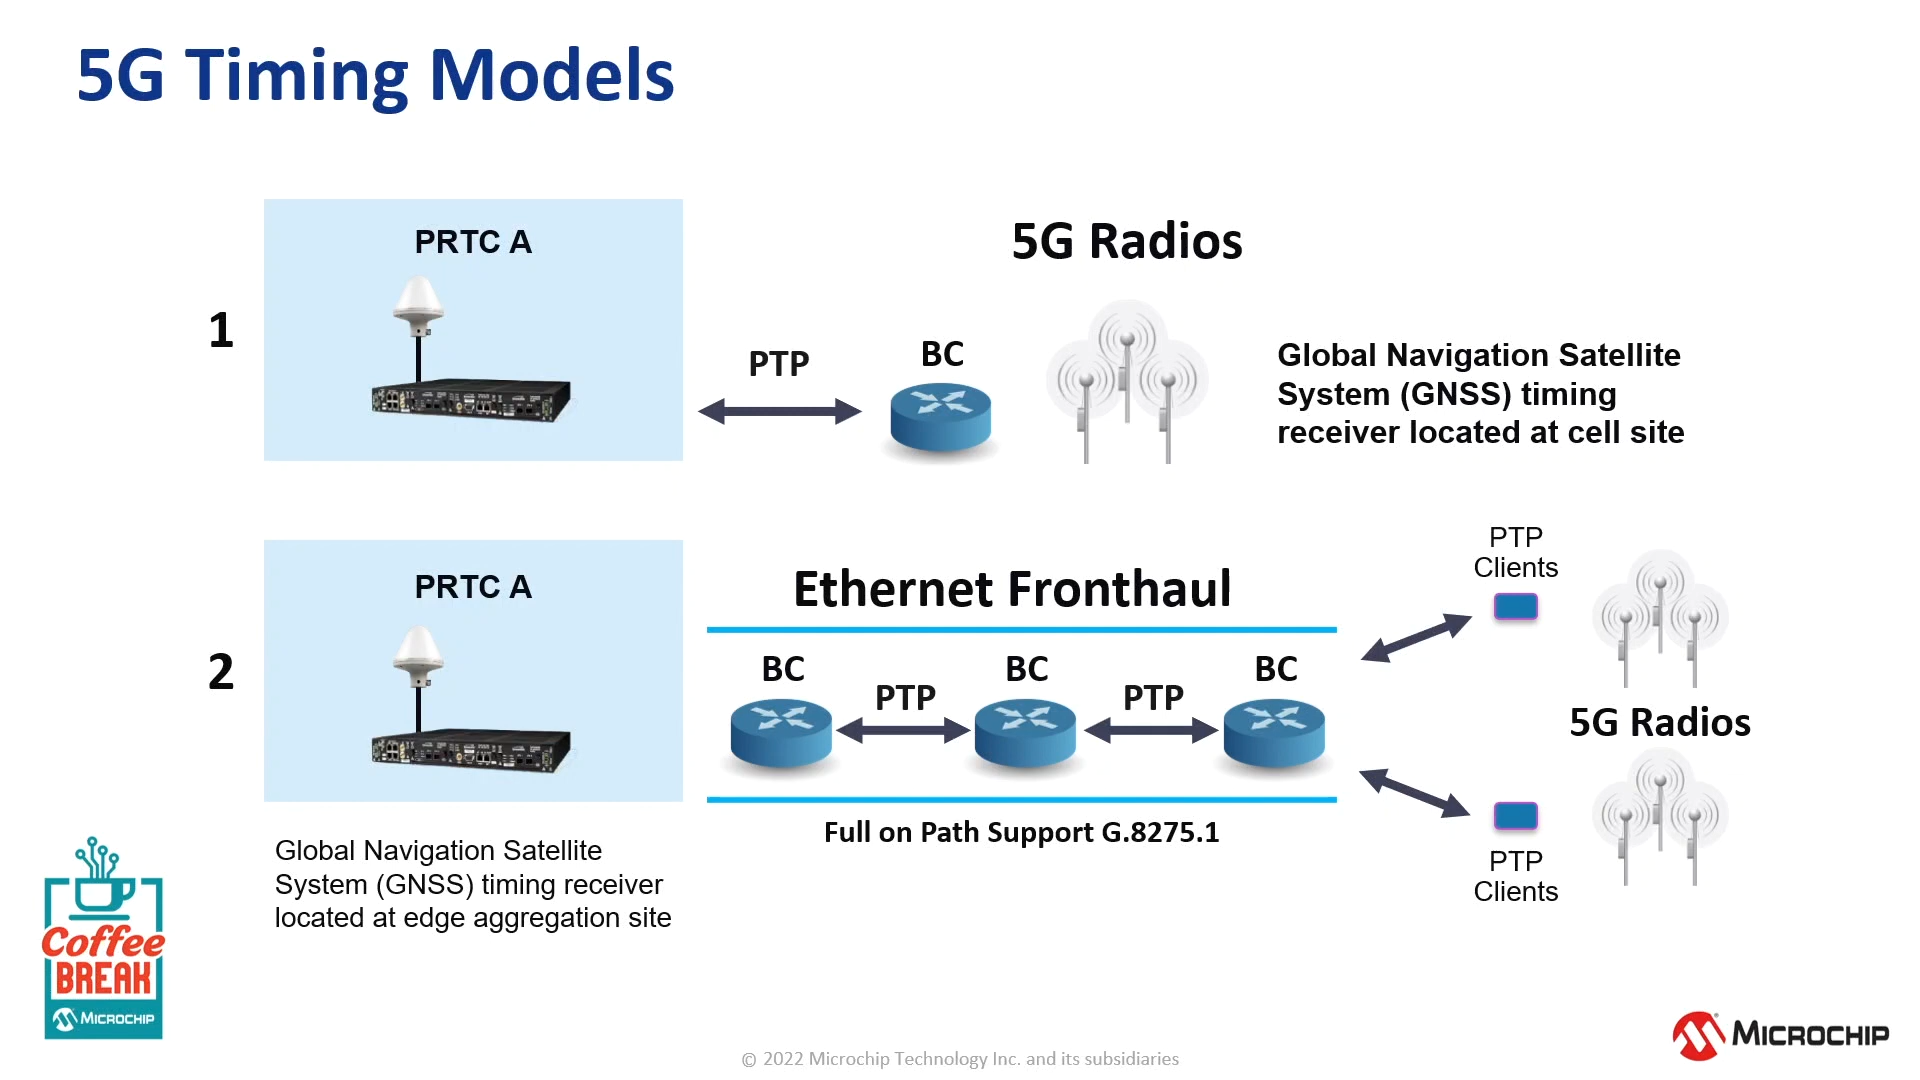 5G Timing Models
PRTC A
5G Radios
1
PTP
BC
Global Navigation Satellite
System (GNSS) timing
receiver located at cell site
PRTC A
2
Ethernet Fronthaul
BC
PTP
BC
PTP
BC
Full on Path Support G.8275.1
PTP
Clients
5G Radios
PTP
Clients
Global Navigation Satellite
System (GNSS) timing receiver
located at edge aggregation site
Coffee
BREAK
MICROCHIP
© 2022 Microchip Technology Inc. and its subsidiaries
MICROCHIP